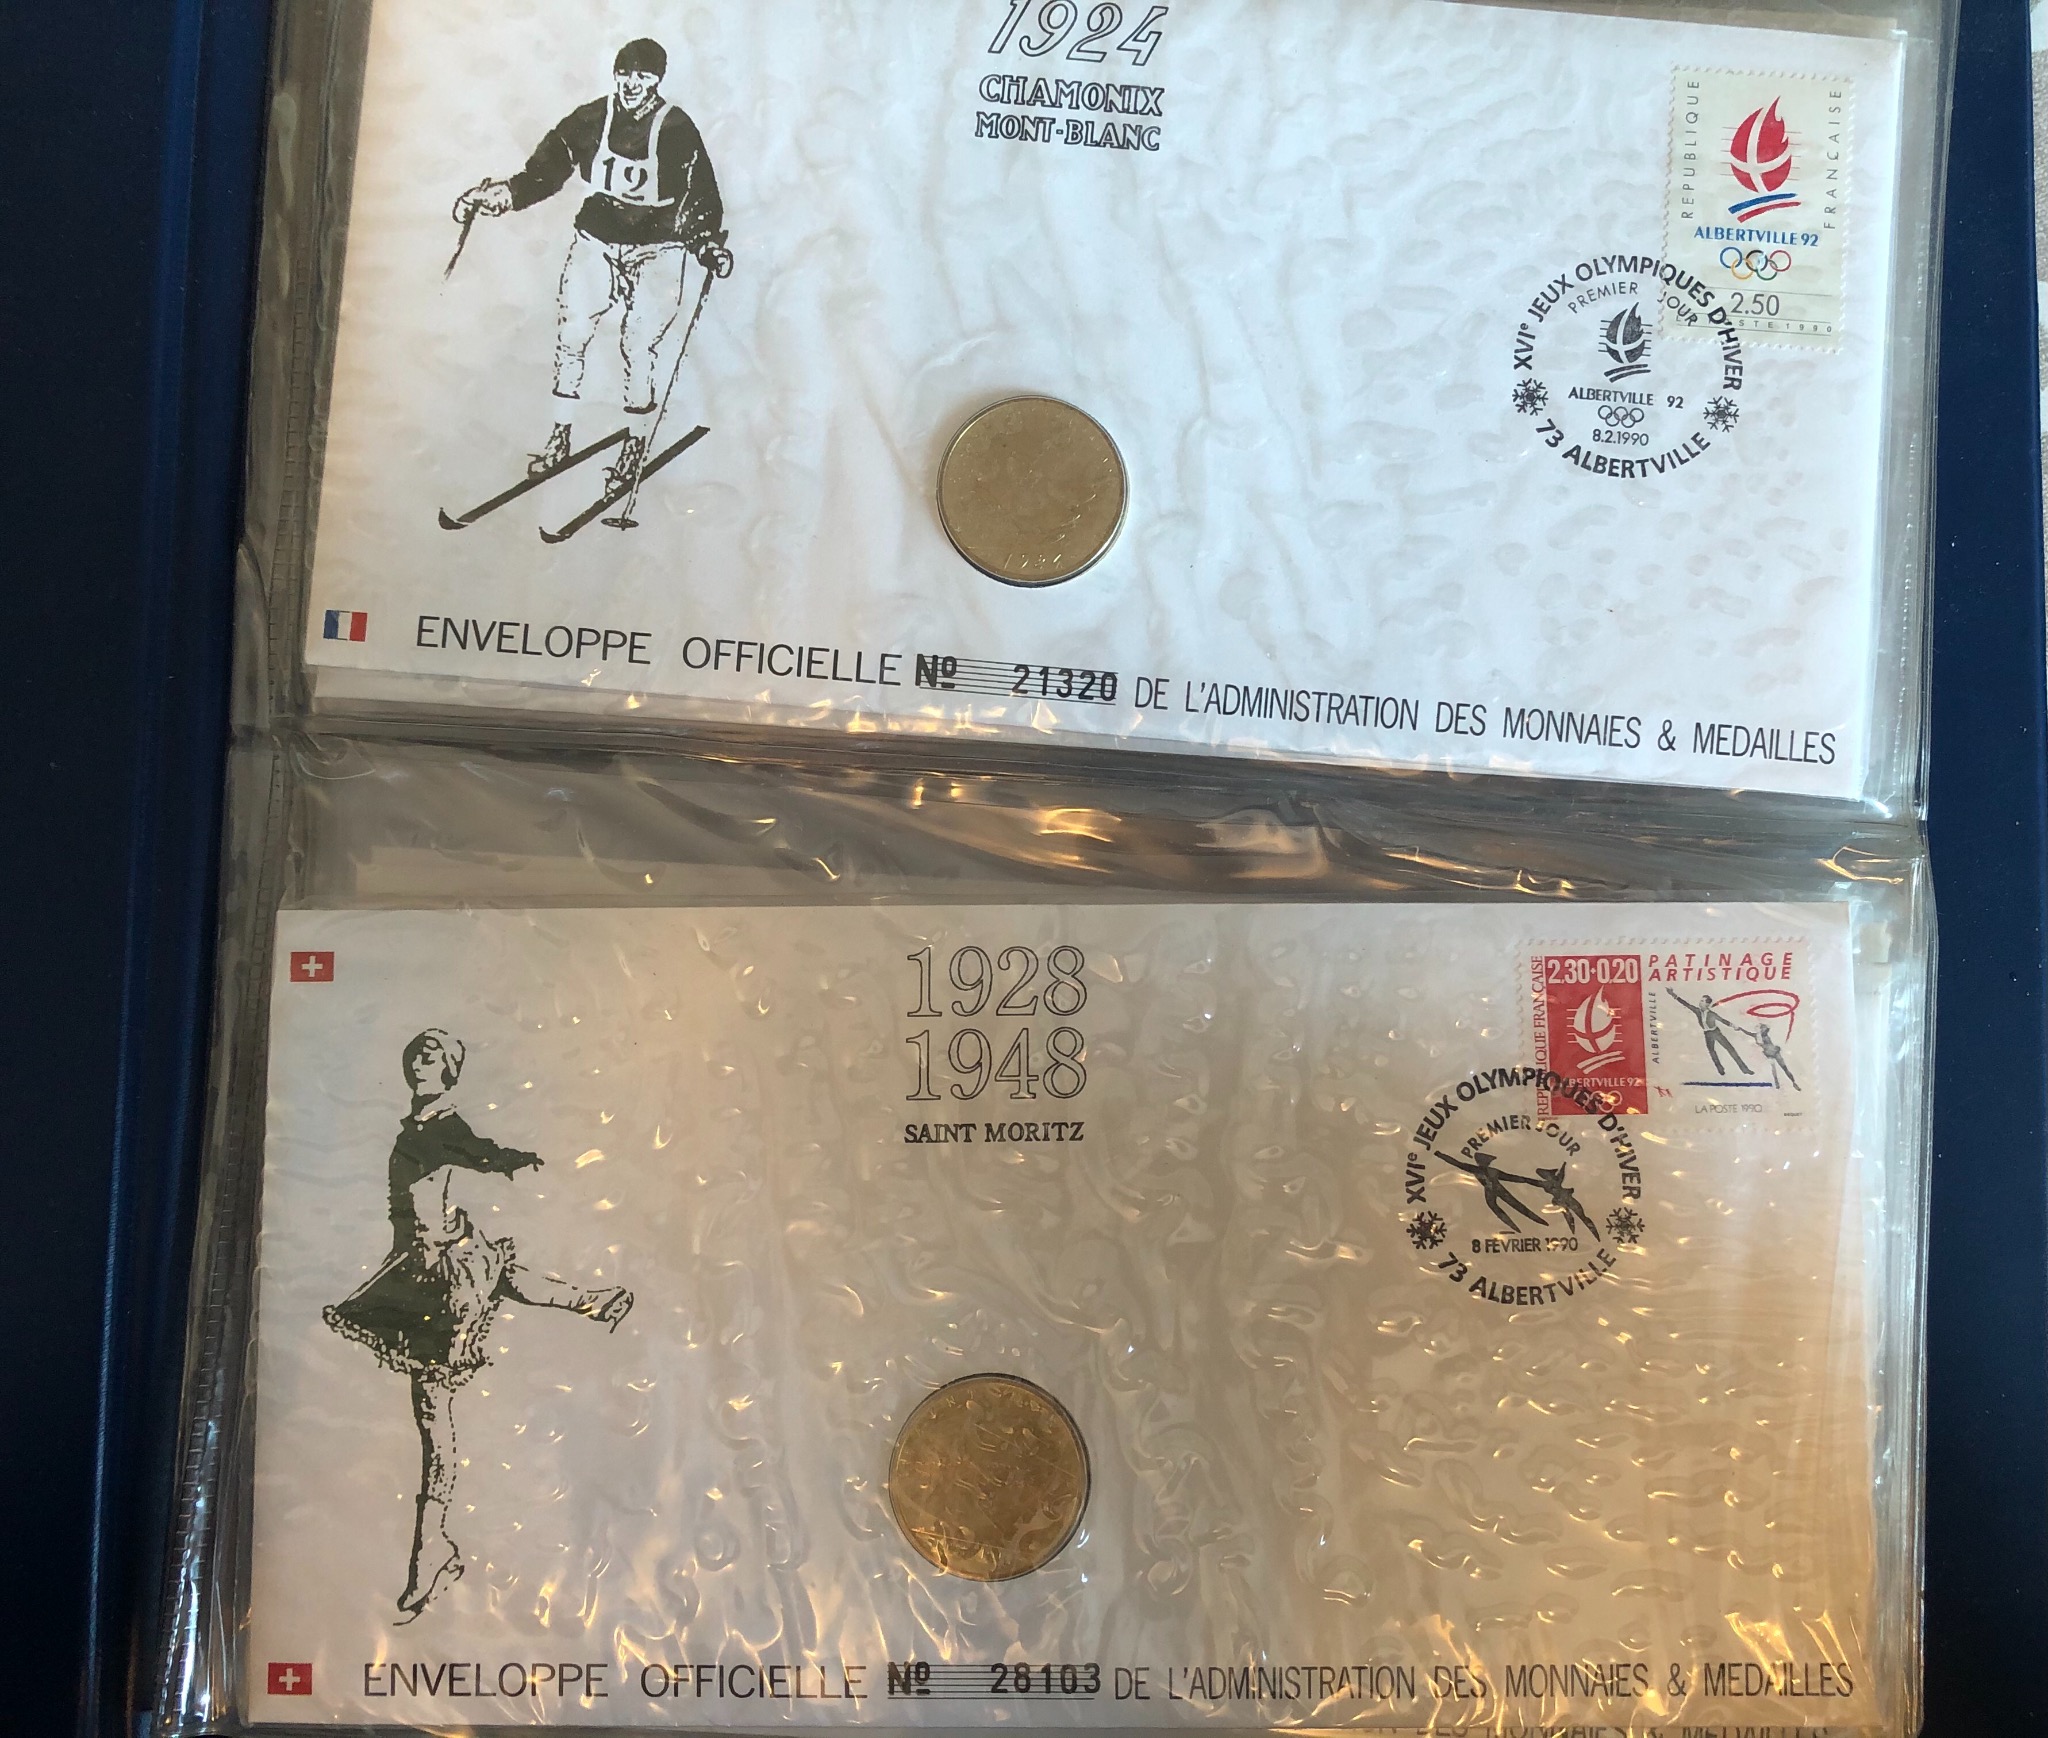 1924
CHAMONIX
MONT-BLANC
12
REPUBLIQUE
FRANÇAISE
ALBERTVILLE 92
2.50
XVIe JEUX OLYMPIQUES D'HIVER
PREMIER JOUR
ALBERTVILLE 92
8.2.1990
73 ALBERTVILLE
ENVELOPPE OFFICIELLE Nº 21320 DE L'ADMINISTRATION DES MONNAIES & MEDAILLES
1928
1948
SAINT MORITZ
REPUBLIQUE FRANÇAISE
2.30+0.20
PATINAGE
ARTISTIQUE
ALBERTVILLE
LA POSTE 1990
XVIe JEUX OLYMPIQUES D'HIVER
PREMIER JOUR
8 FÉVRIER 1990
73 ALBERTVILLE
ENVELOPPE OFFICIELLE Nº 28103 DE L'ADMINISTRATION DES MONNAIES & MEDAILLES